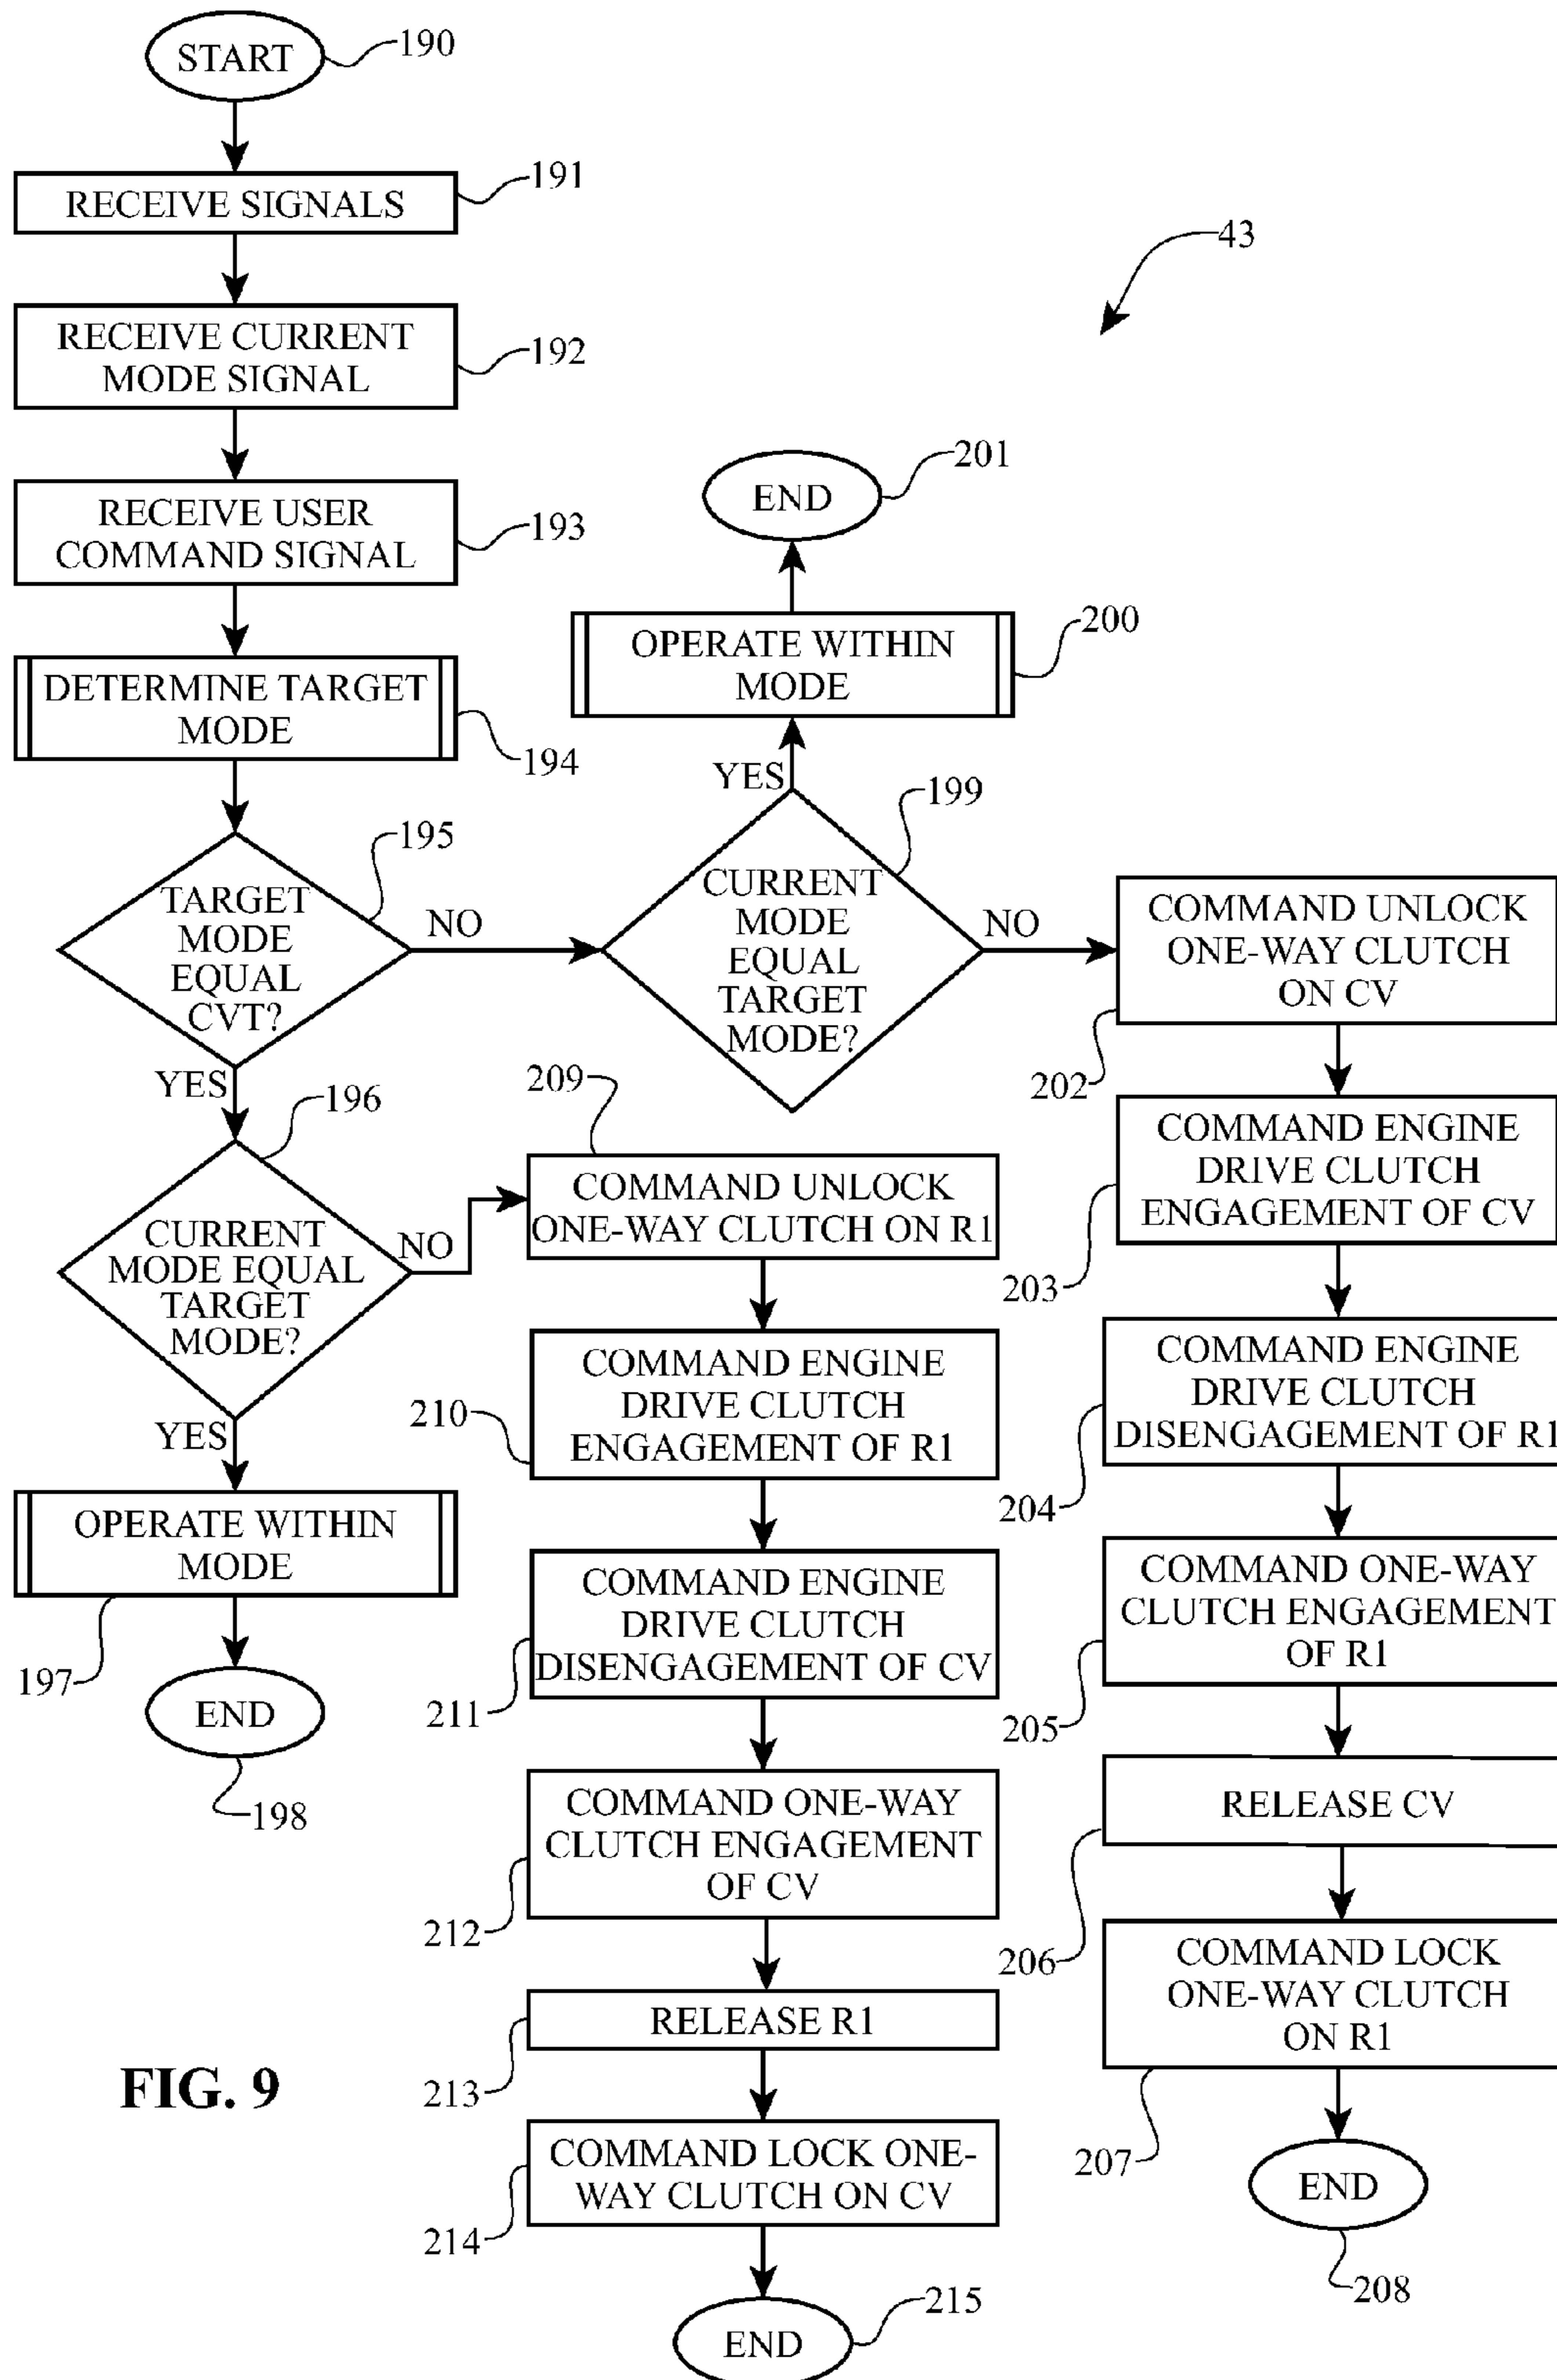 START
190
RECEIVE SIGNALS
191
RECEIVE CURRENT
MODE SIGNAL
192
RECEIVE USER
COMMAND SIGNAL
193
DETERMINE TARGET
MODE
194
TARGET
MODE
EQUAL
CVT?
195
NO
YES
CURRENT
MODE EQUAL
TARGET
MODE?
196
NO
YES
OPERATE WITHIN
MODE
197
END
198
43
END
201
OPERATE WITHIN
MODE
200
YES
CURRENT
MODE
EQUAL
TARGET
MODE?
199
NO
COMMAND UNLOCK
ONE-WAY CLUTCH
ON CV
202
COMMAND ENGINE
DRIVE CLUTCH
ENGAGEMENT OF CV
203
COMMAND ENGINE
DRIVE CLUTCH
DISENGAGEMENT OF R1
204
COMMAND ONE-WAY
CLUTCH ENGAGEMENT
OF R1
205
RELEASE CV
206
COMMAND LOCK
ONE-WAY CLUTCH
ON R1
207
END
208
209
COMMAND UNLOCK
ONE-WAY CLUTCH ON R1
COMMAND ENGINE
DRIVE CLUTCH
ENGAGEMENT OF R1
210
COMMAND ENGINE
DRIVE CLUTCH
DISENGAGEMENT OF CV
211
COMMAND ONE-WAY
CLUTCH ENGAGEMENT
OF CV
212
RELEASE R1
213
COMMAND LOCK ONE-
WAY CLUTCH ON CV
214
END
215
FIG. 9